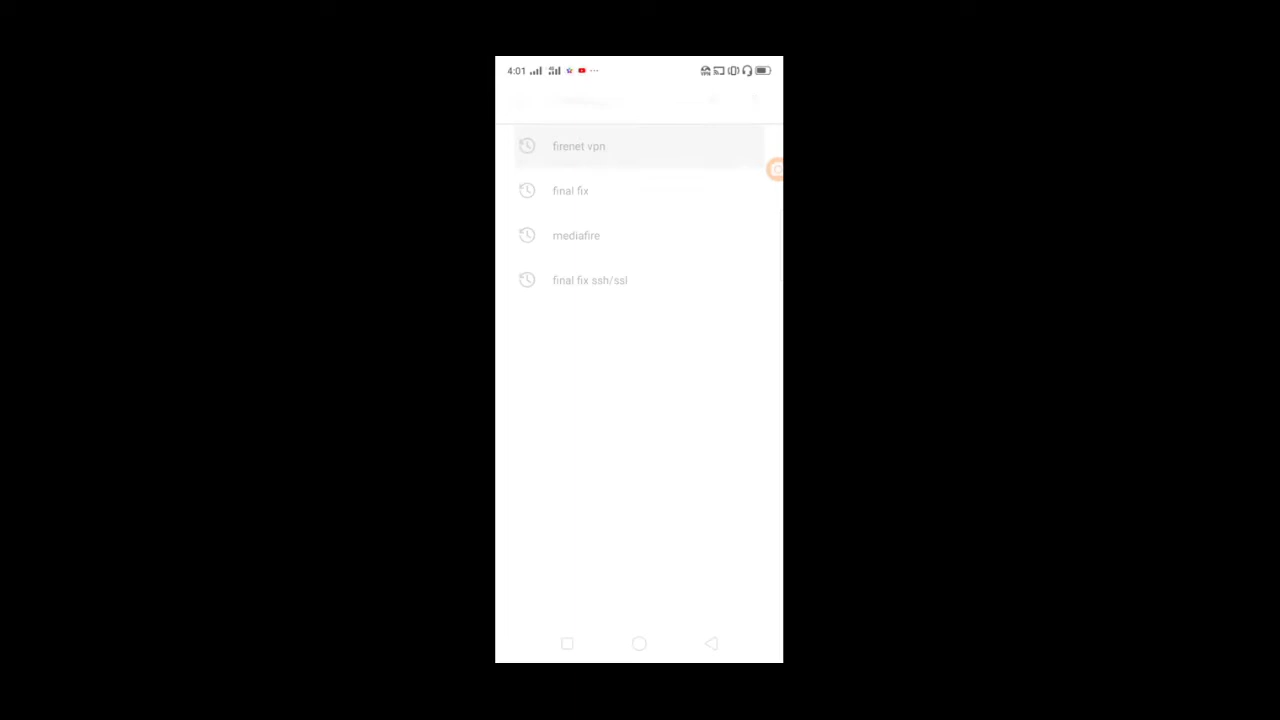 4:01
firenet vpn
final fix
mediafire
final fix ssh/ssl